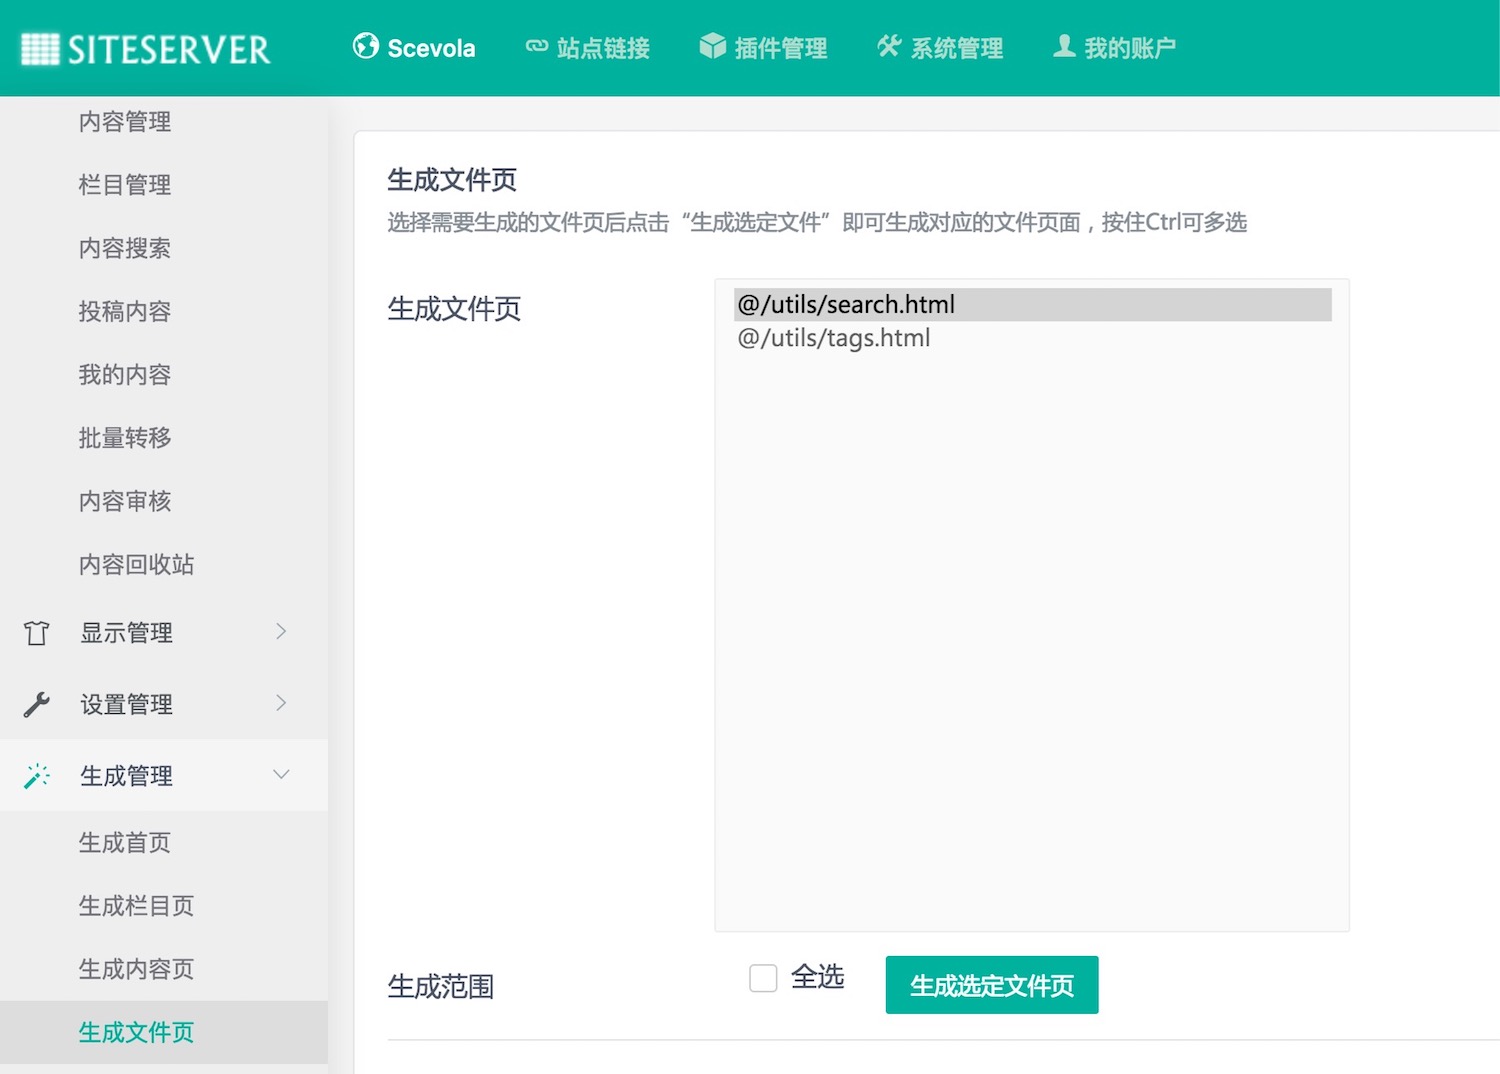 SITESERVER
Scevola
站点链接
插件管理
系统管理
我的账户
内容管理
栏目管理
内容搜索
投稿内容
我的内容
批量转移
内容审核
内容回收站
显示管理
设置管理
生成管理
生成首页
生成栏目页
生成内容页
生成文件页
生成文件页
选择需要生成的文件页后点击“生成选定文件”即可生成对应的文件页面，按住Ctrl可多选
生成文件页
@/utils/search.html
@/utils/tags.html
生成范围
全选
生成选定文件页